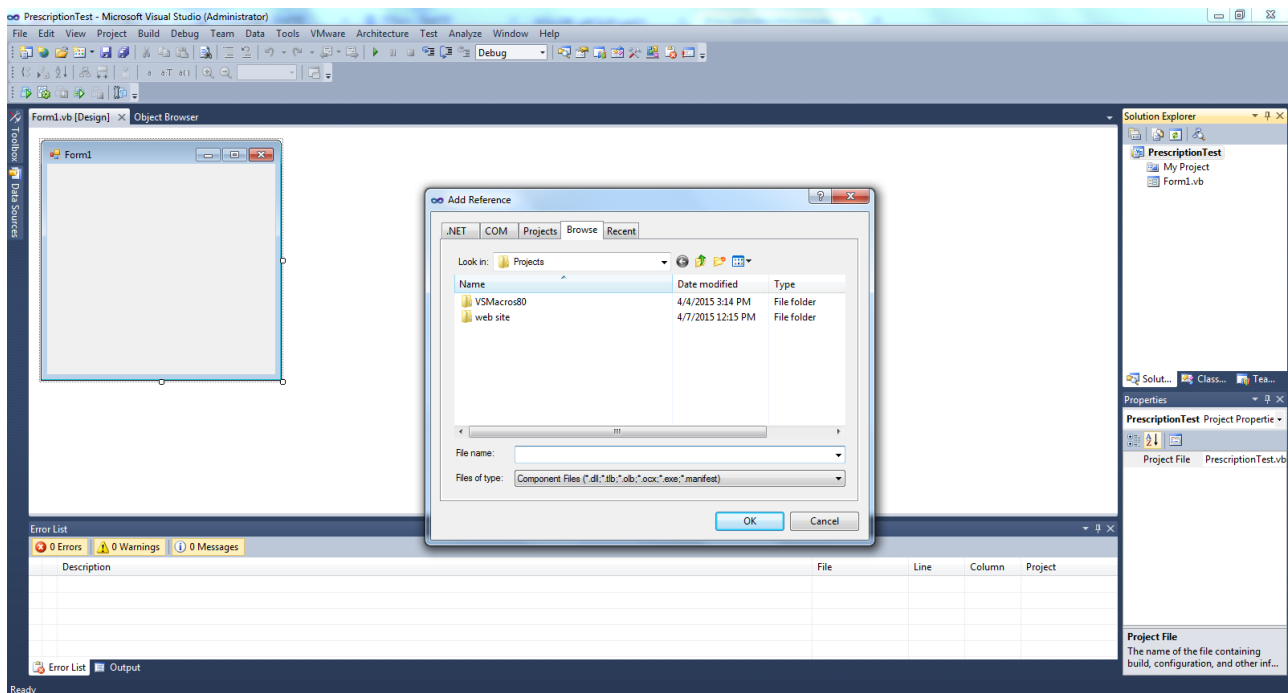 PrescriptionTest - Microsoft Visual Studio (Administrator)
File Edit View Project Build Debug Team Data Tools VMware Architecture Test Analyze Window Help
Debug
Form1.vb [Design] Object Browser
Toolbox
Data Sources
Form1
Add Reference
.NET COM Projects Browse Recent
Look in: Projects
Name Date modified Type
VSMacros80 4/4/2015 3:14 PM File folder
web site 4/7/2015 12:15 PM File folder
File name:
Files of type: Component Files (*.dll;*.tlb;*.olb;*.ocx;*.exe;*.manifest)
OK Cancel
Solution Explorer
PrescriptionTest
My Project
Form1.vb
Solut... Class... Tea...
Properties
PrescriptionTest Project Propertie
Project File PrescriptionTest.vb
Project File
The name of the file containing
build, configuration, and other inf...
Error List
0 Errors 0 Warnings 0 Messages
Description File Line Column Project
Error List Output
Ready